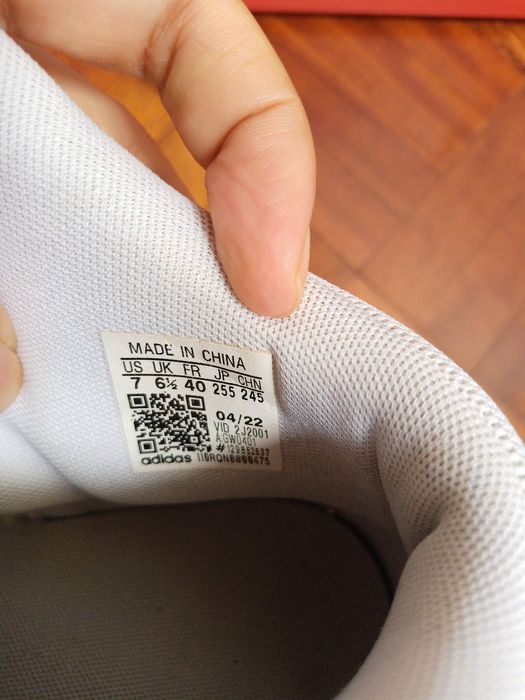 MADE IN CHINA
US UK FR JP CHN
7 6½ 40 255 245
04/22
VID 2J2001
AGW0401
adidas